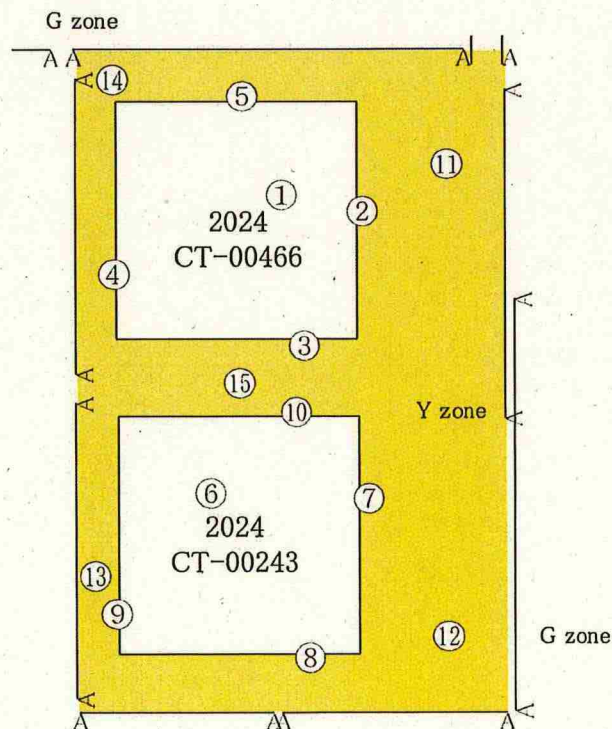 G zone
A A A A
A ⑭
⑤
A
⑪
①
②
2024
CT-00466
④
A
③
A
⑮
A
⑩
Y zone A
⑥
⑦
2024
CT-00243
⑬
⑨
⑫
G zone
⑧
A
A
A A A